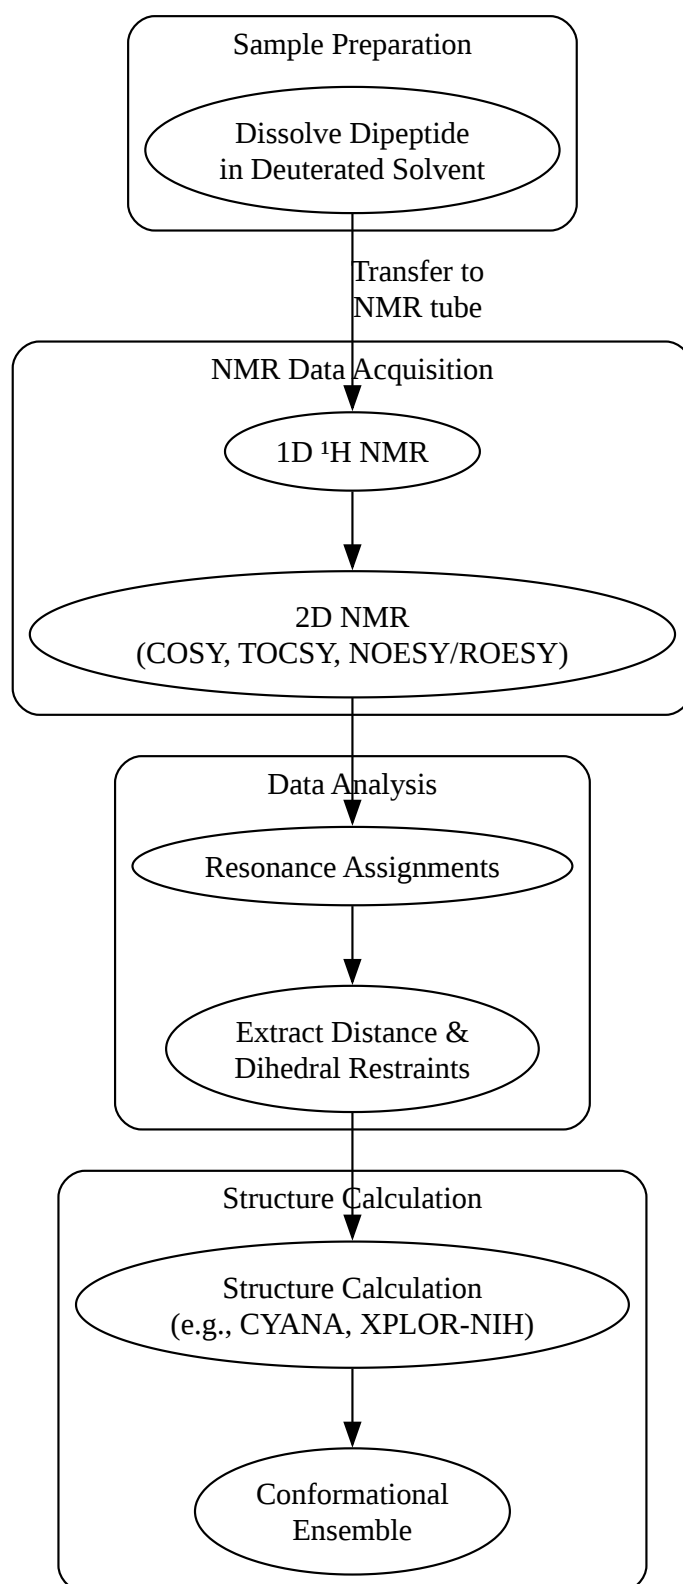 Sample Preparation
Dissolve Dipeptide
in Deuterated Solvent
Transfer to
NMR tube
NMR Data Acquisition
1D ¹H NMR
2D NMR
(COSY, TOCSY, NOESY/ROESY)
Data Analysis
Resonance Assignments
Extract Distance &
Dihedral Restraints
Structure Calculation
Structure Calculation
(e.g., CYANA, XPLOR-NIH)
Conformational
Ensemble